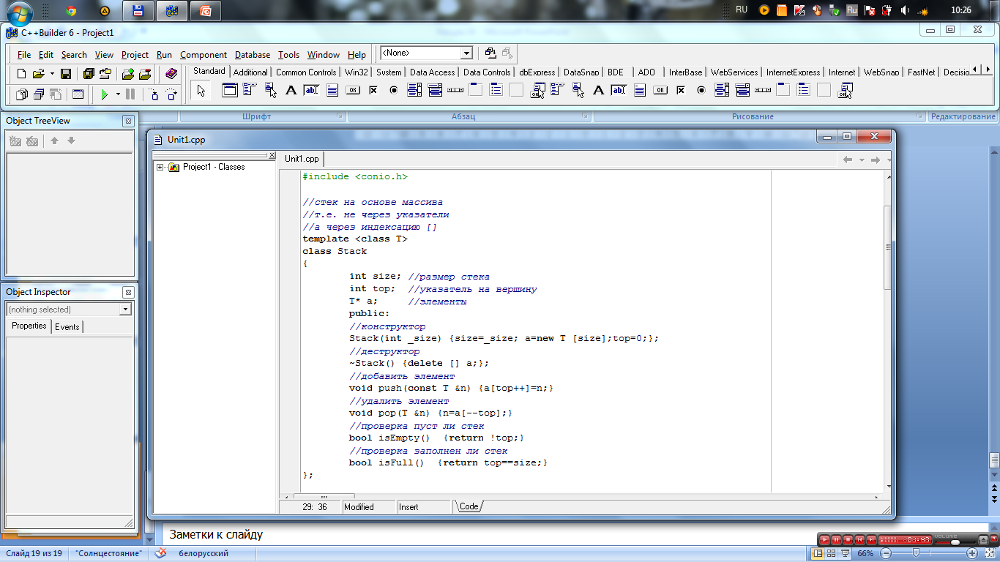 RU
Ru
10:26
C++Builder 6 - Project1
File Edit Search View Project Run Component Database Tools Window Help
<None>
Standard Additional Common Controls Win32 System Data Access Data Controls dbExpress DataSnap BDE ADO InterBase WebServices InternetExpress Internet WebSnap FastNet Decisio
Шрифт Абзац Рисование Редактирование
Object TreeView
Unit1.cpp
Project1 - Classes
Unit1.cpp
#include <conio.h>
//стек на основе массива
//т.е. не через указатели
//а через индексацию []
template <class T>
class Stack
{
int size; //размер стека
int top; //указатель на вершину
T* a; //элементы
public:
//конструктор
Stack(int _size) {size=_size; a=new T [size];top=0;};
//деструктор
~Stack() {delete [] a;};
//добавить элемент
void push(const T &n) {a[top++]=n;}
//удалить элемент
void pop(T &n) {n=a[--top];}
//проверка пуст ли стек
bool isEmpty() {return !top;}
//проверка заполнен ли стек
bool isFull() {return top==size;}
};
29: 36 Modified Insert Code
Object Inspector
(nothing selected)
Properties Events
Заметки к слайду
VOLUME
Слайд 19 из 19 "Солнцестояние" белорусский
66%